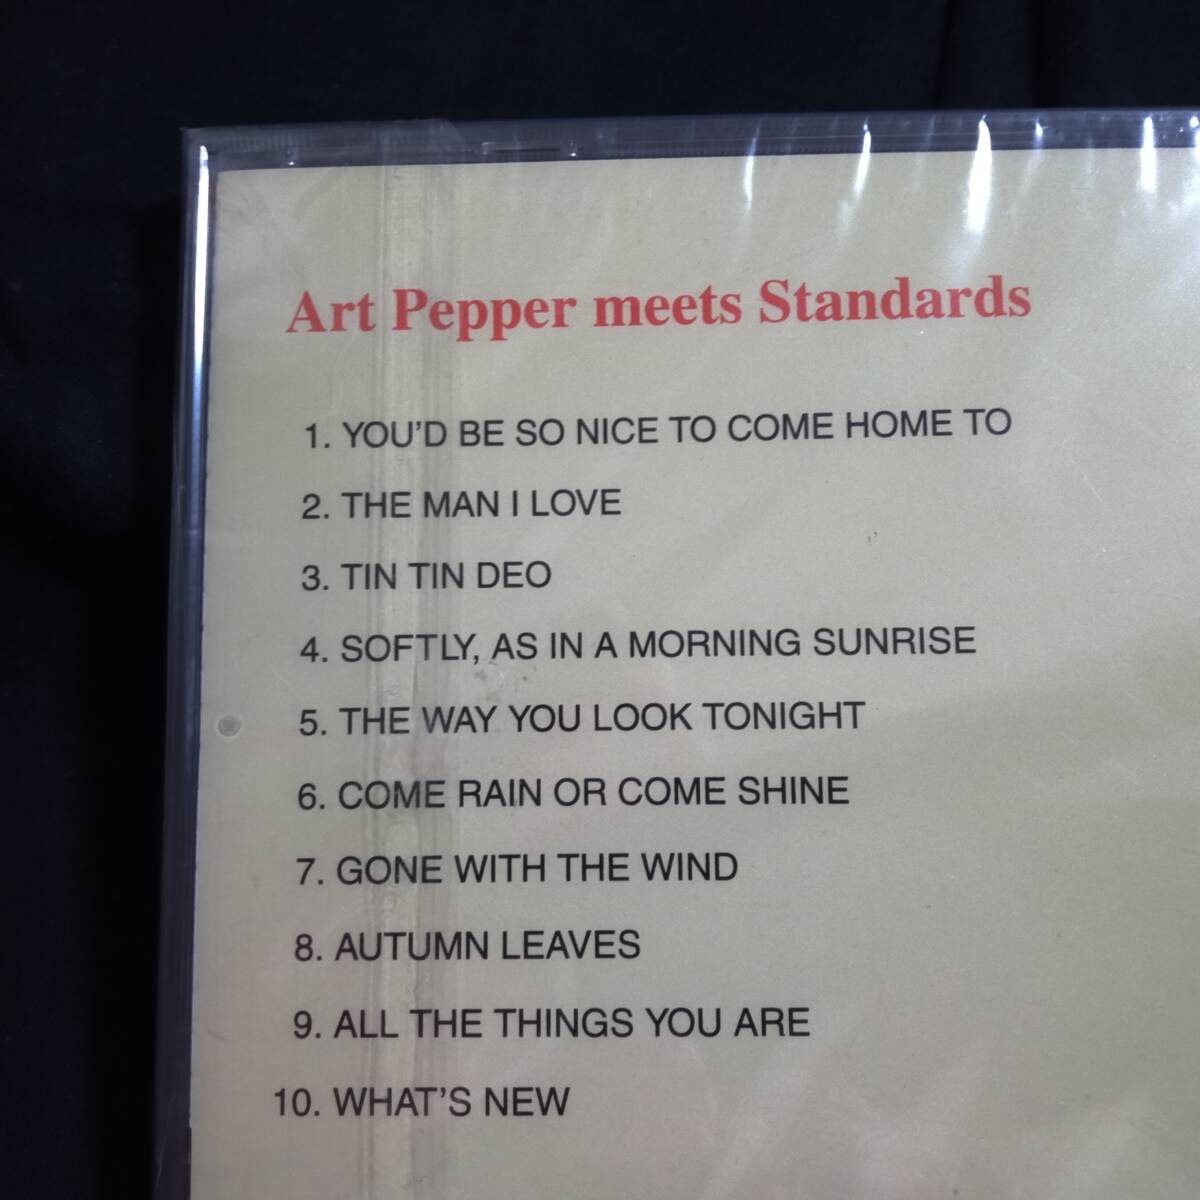 Art Pepper meets Standards
1. YOU'D BE SO NICE TO COME HOME TO
2. THE MAN I LOVE
3. TIN TIN DEO
4. SOFTLY, AS IN A MORNING SUNRISE
5. THE WAY YOU LOOK TONIGHT
6. COME RAIN OR COME SHINE
7. GONE WITH THE WIND
8. AUTUMN LEAVES
9. ALL THE THINGS YOU ARE
10. WHAT'S NEW